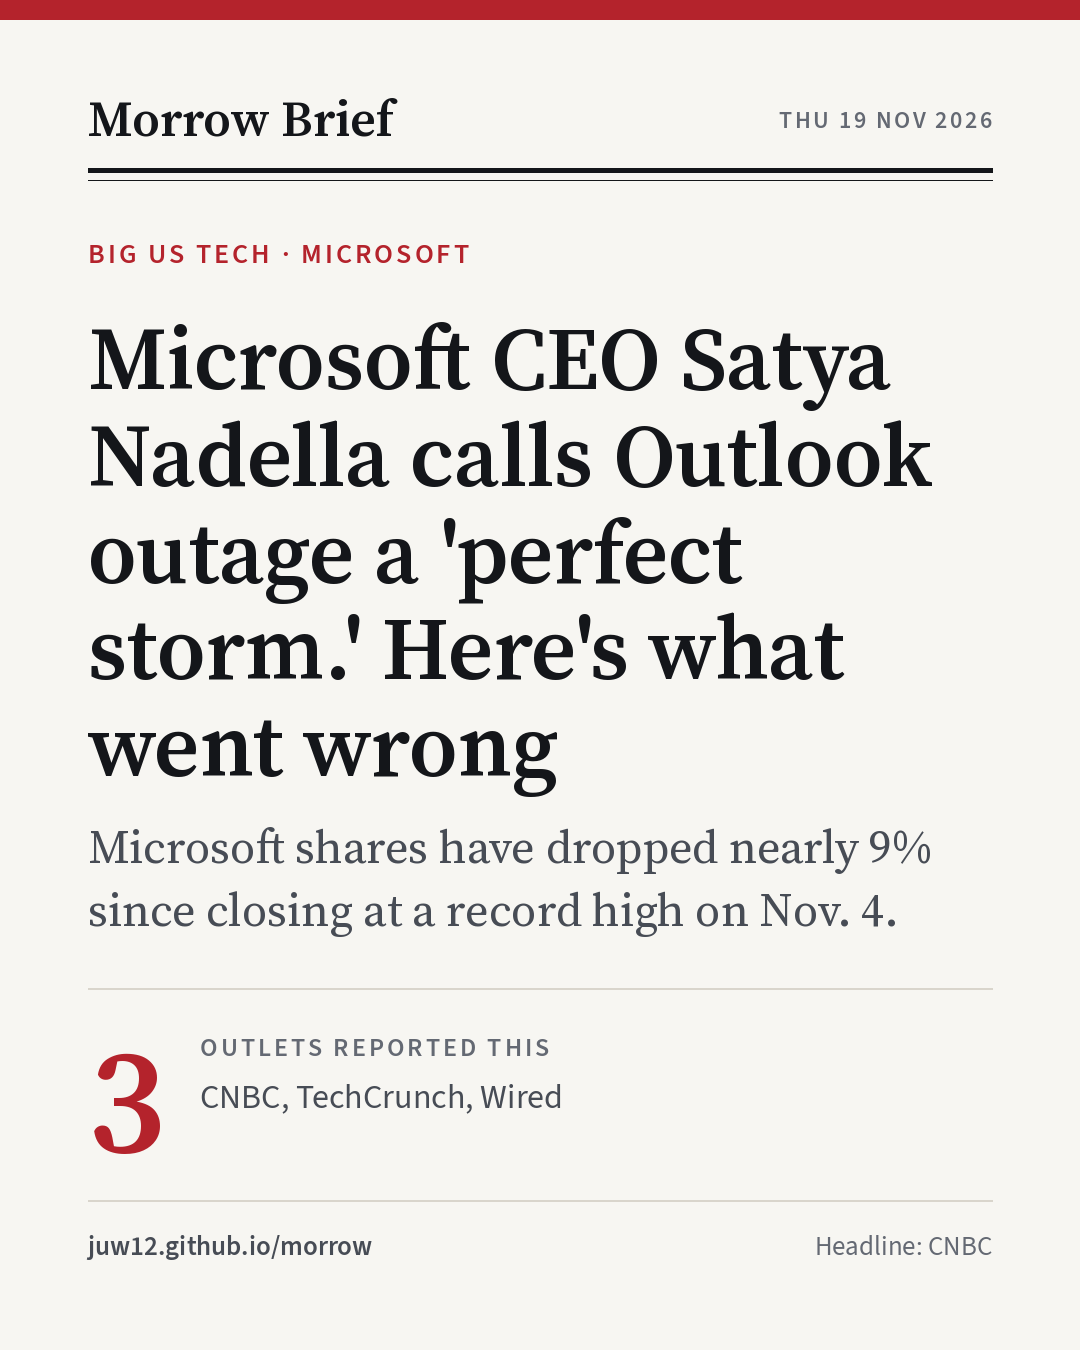 Morrow Brief
THU 19 NOV 2026
BIG US TECH · MICROSOFT
Microsoft CEO Satya
Nadella calls Outlook
outage a 'perfect
storm.' Here's what
went wrong
Microsoft shares have dropped nearly 9%
since closing at a record high on Nov. 4.
3
OUTLETS REPORTED THIS
CNBC, TechCrunch, Wired
juw12.github.io/morrow
Headline: CNBC